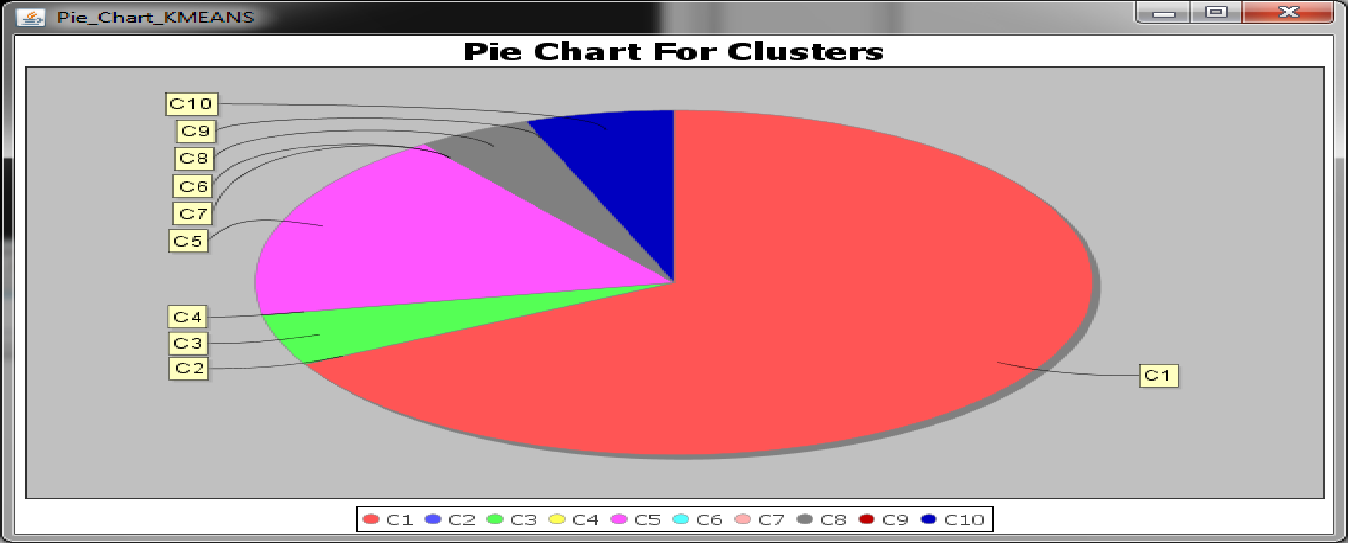 Pie_Chart_KMEANS
Pie Chart For Clusters
C10
C9
C8
C6
C7
C5
C4
C3
C2
C1
C1 C2 C3 C4 C5 C6 C7 C8 C9 C10